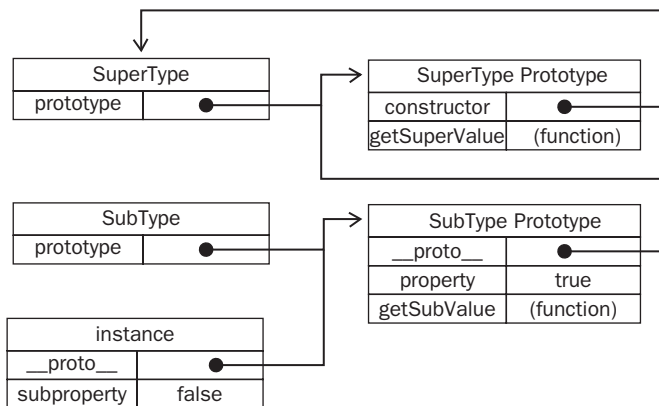 SuperType
prototype
SuperType Prototype
constructor
getSuperValue (function)
SubType
prototype
SubType Prototype
__proto__
property true
getSubValue (function)
instance
__proto__
subproperty false